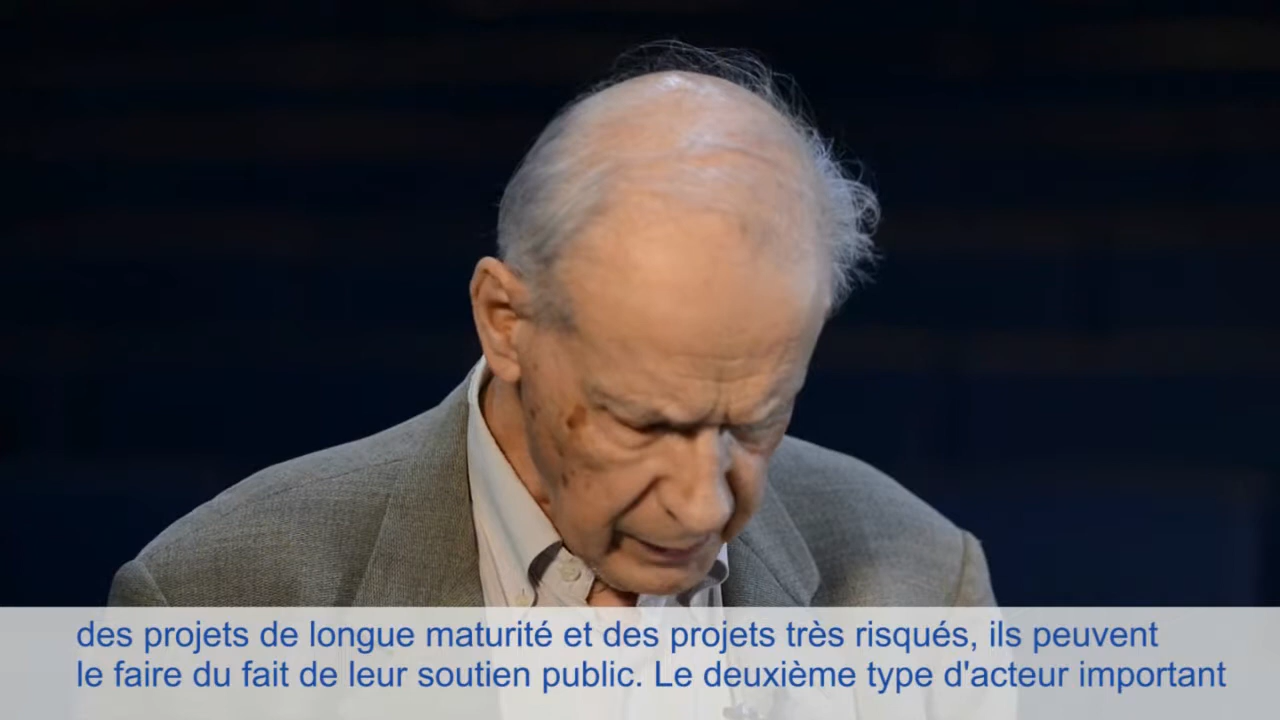 des projets de longue maturité et des projets très risqués, ils peuvent
le faire du fait de leur soutien public. Le deuxième type d'acteur important